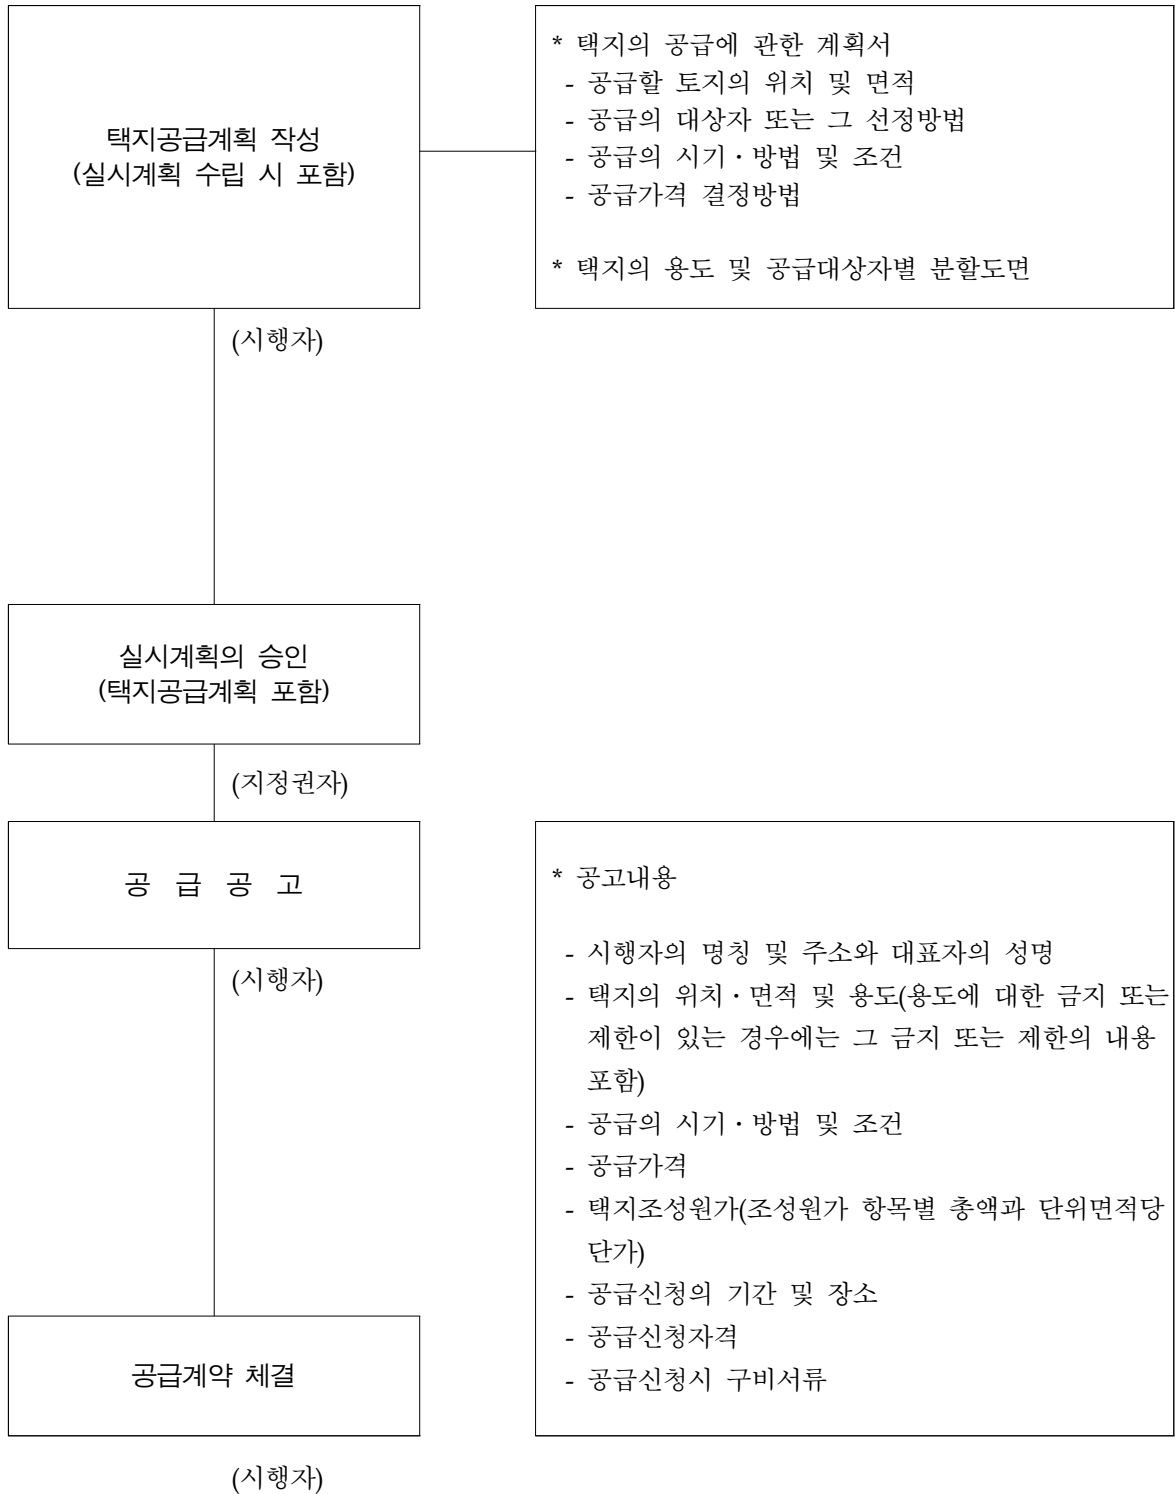 택지공급계획 작성
(실시계획 수립 시 포함)
* 택지의 공급에 관한 계획서
- 공급할 토지의 위치 및 면적
- 공급의 대상자 또는 그 선정방법
- 공급의 시기・방법 및 조건
- 공급가격 결정방법
* 택지의 용도 및 공급대상자별 분할도면
(시행자)
실시계획의 승인
(택지공급계획 포함)
(지정권자)
공 급 공 고
(시행자)
* 공고내용
- 시행자의 명칭 및 주소와 대표자의 성명
- 택지의 위치・면적 및 용도(용도에 대한 금지 또는
제한이 있는 경우에는 그 금지 또는 제한의 내용
포함)
- 공급의 시기・방법 및 조건
- 공급가격
- 택지조성원가(조성원가 항목별 총액과 단위면적당
단가)
- 공급신청의 기간 및 장소
- 공급신청자격
- 공급신청시 구비서류
공급계약 체결
(시행자)